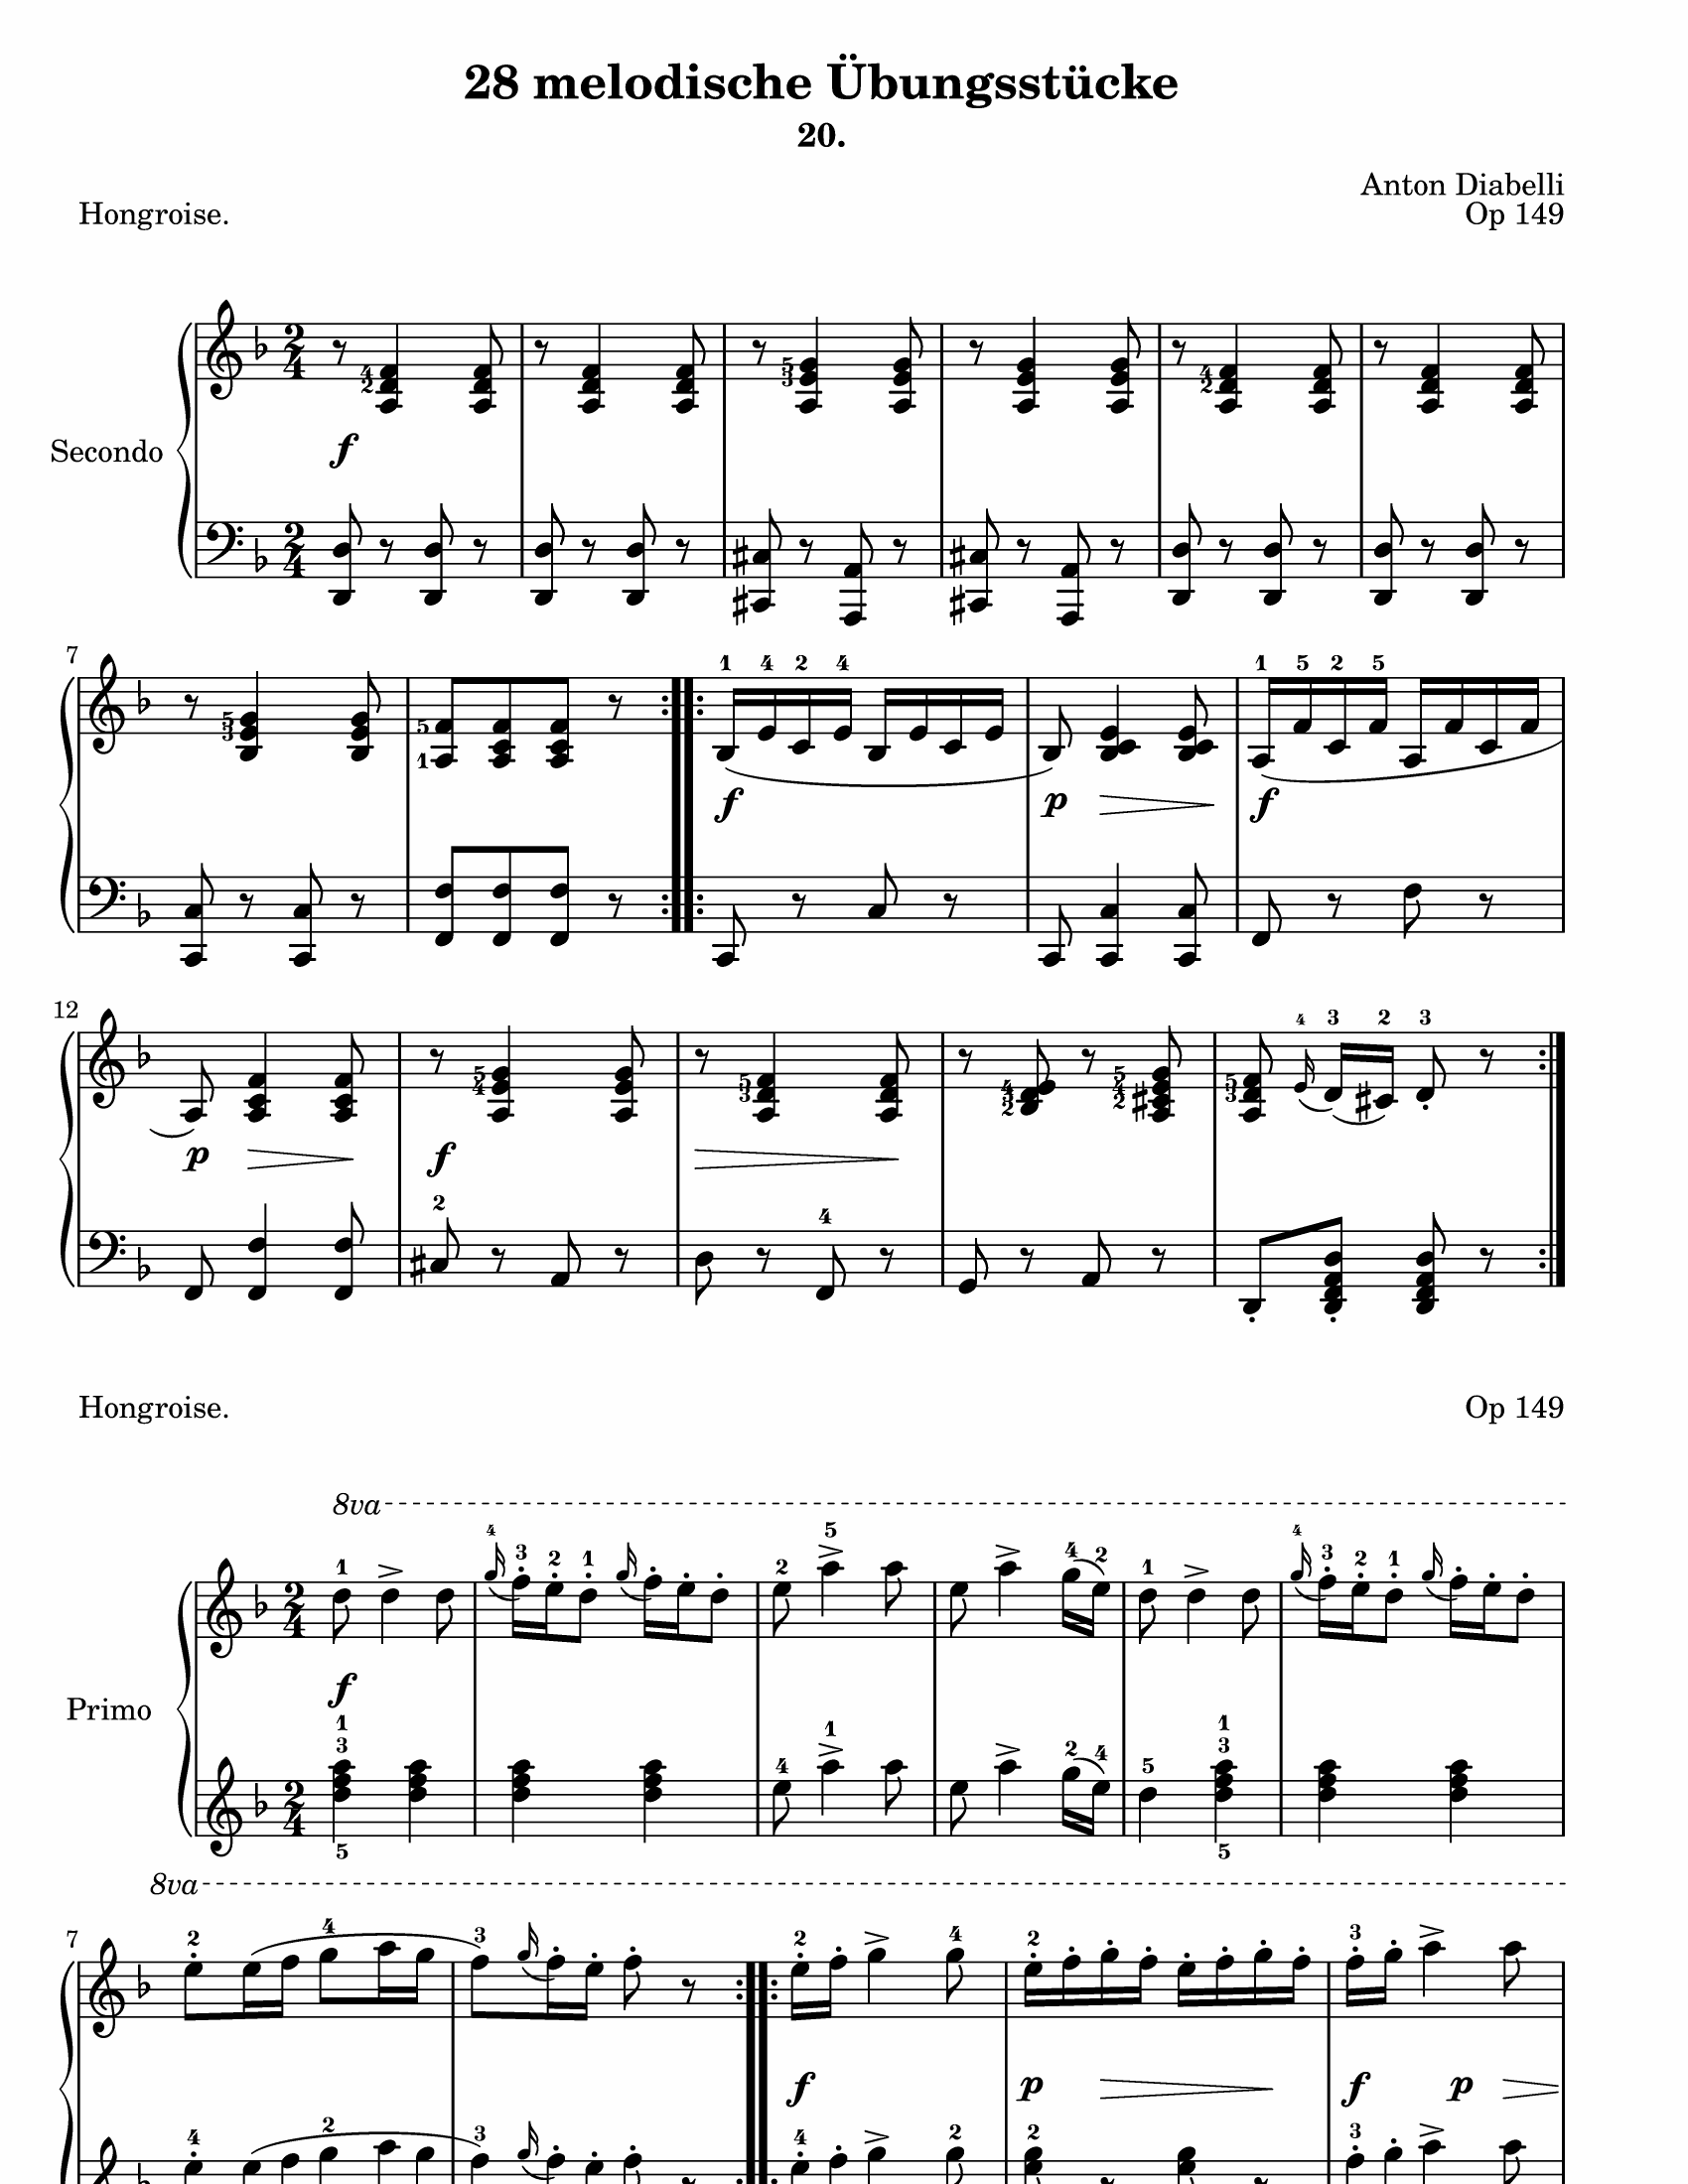 28 melodische Übungsstücke
20.
Anton Diabelli
Hongroise. Op 149
Secondo
f
7
f p f
12
p f
Hongroise. Op 149
8va
Primo
f
8va
7
f p f p